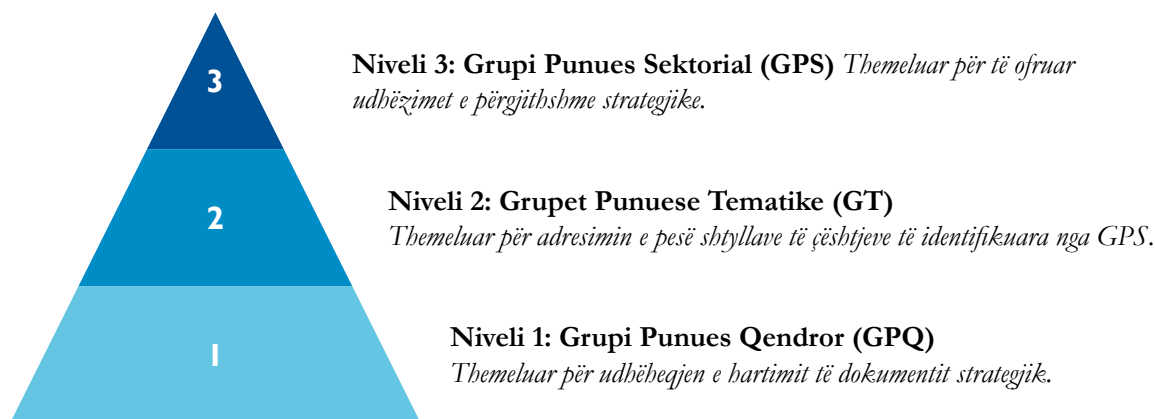 3
Niveli 3: Grupi Punues Sektorial (GPS) Themeluar për të ofruar
udhëzimet e përgjithshme strategjike.
2
Niveli 2: Grupet Punuese Tematike (GT)
Themeluar për adresimin e pesë shtyllave të çështjeve të identifikuara nga GPS.
1
Niveli 1: Grupi Punues Qendror (GPQ)
Themeluar për udhëheqjen e hartimit të dokumentit strategjik.